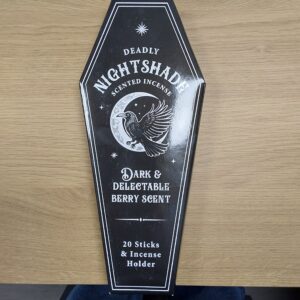 DEADLY
NIGHTSHADE
SCENTED INCENSE
DARK &
DELECTABLE
BERRY SCENT
20 Sticks
& Incense
Holder